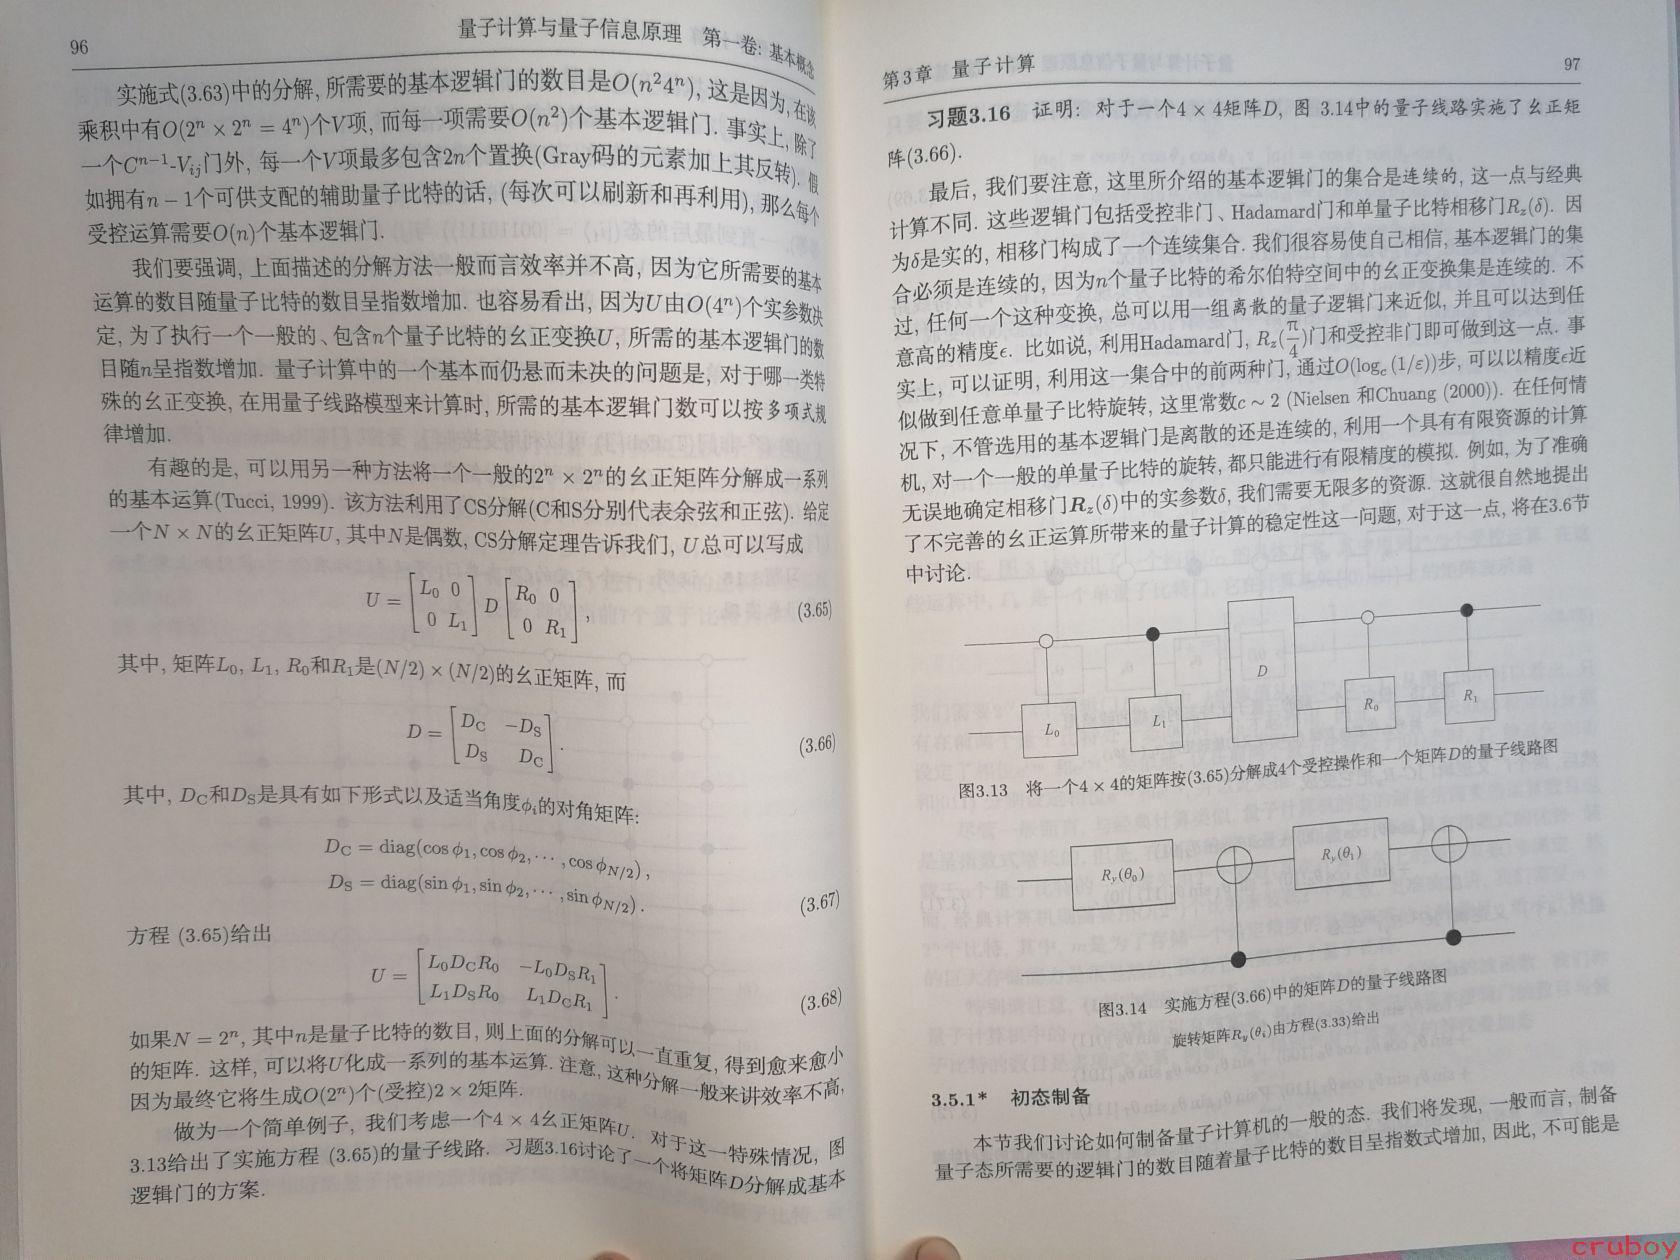 96
量子计算与量子信息原理 第一卷: 基本概念
实施式(3.63)中的分解, 所需要的基本逻辑门的数目是O(n²4ⁿ), 这是因为, 在该
乘积中有O(2ⁿ × 2ⁿ = 4ⁿ)个V项, 而每一项需要O(n²)个基本逻辑门. 事实上, 除了
一个Cⁿ⁻¹-Vᵢⱼ门外, 每一个V项最多包含2n个置换(Gray码的元素加上其反转). 假
如拥有n − 1个可供支配的辅助量子比特的话, (每次可以刷新和再利用), 那么每个
受控运算需要O(n)个基本逻辑门.
我们要强调, 上面描述的分解方法一般而言效率并不高, 因为它所需要的基本
运算的数目随量子比特的数目呈指数增加. 也容易看出, 因为U由O(4ⁿ)个实参数决
定, 为了执行一个一般的、包含n个量子比特的幺正变换U, 所需的基本逻辑门的数
目随n呈指数增加. 量子计算中的一个基本而仍悬而未决的问题是, 对于哪一类特
殊的幺正变换, 在用量子线路模型来计算时, 所需的基本逻辑门数可以按多项式规
律增加.
有趣的是, 可以用另一种方法将一个一般的2ⁿ × 2ⁿ的幺正矩阵分解成一系列
的基本运算(Tucci, 1999). 该方法利用了CS分解(C和S分别代表余弦和正弦). 给定
一个N × N的幺正矩阵U, 其中N是偶数, CS分解定理告诉我们, U总可以写成
U = [L₀ 0; 0 L₁] D [R₀ 0; 0 R₁], (3.65)
其中, 矩阵L₀, L₁, R₀和R₁是(N/2) × (N/2)的幺正矩阵, 而
D = [D_C −D_S; D_S D_C]. (3.66)
其中, D_C和D_S是具有如下形式以及适当角度ϕᵢ的对角矩阵:
D_C = diag(cos ϕ₁, cos ϕ₂, ⋯, cos ϕ_{N/2}),
D_S = diag(sin ϕ₁, sin ϕ₂, ⋯, sin ϕ_{N/2}). (3.67)
方程 (3.65)给出
U = [L₀D_CR₀ −L₀D_SR₁; L₁D_SR₀ L₁D_CR₁]. (3.68)
如果N = 2ⁿ, 其中n是量子比特的数目, 则上面的分解可以一直重复, 得到愈来愈小
的矩阵. 这样, 可以将U化成一系列的基本运算. 注意, 这种分解一般来讲效率不高,
因为最终它将生成O(2ⁿ)个(受控)2 × 2矩阵.
做为一个简单例子, 我们考虑一个4 × 4幺正矩阵U. 对于这一特殊情况, 图
3.13给出了实施方程 (3.65)的量子线路. 习题3.16讨论了一个将矩阵D分解成基本
逻辑门的方案.
第3章 量子计算
97
习题3.16 证明: 对于一个4 × 4矩阵D, 图 3.14中的量子线路实施了幺正矩
阵(3.66).
最后, 我们要注意, 这里所介绍的基本逻辑门的集合是连续的, 这一点与经典
计算不同. 这些逻辑门包括受控非门、Hadamard门和单量子比特相移门R_z(δ). 因
为δ是实的, 相移门构成了一个连续集合. 我们很容易使自己相信, 基本逻辑门的集
合必须是连续的, 因为n个量子比特的希尔伯特空间中的幺正变换集是连续的. 不
过, 任何一个这种变换, 总可以用一组离散的量子逻辑门来近似, 并且可以达到任
意高的精度ϵ. 比如说, 利用Hadamard门, R_z(π/4)门和受控非门即可做到这一点. 事
实上, 可以证明, 利用这一集合中的前两种门, 通过O(log_c (1/ε))步, 可以以精度ϵ近
似做到任意单量子比特旋转, 这里常数c ∼ 2 (Nielsen 和Chuang (2000)). 在任何情
况下, 不管选用的基本逻辑门是离散的还是连续的, 利用一个具有有限资源的计算
机, 对一个一般的单量子比特的旋转, 都只能进行有限精度的模拟. 例如, 为了准确
无误地确定相移门R_z(δ)中的实参数δ, 我们需要无限多的资源. 这就很自然地提出
了不完善的幺正运算所带来的量子计算的稳定性这一问题, 对于这一点, 将在3.6节
中讨论.
L₀ L₁ D R₀ R₁
图3.13 将一个4 × 4的矩阵按(3.65)分解成4个受控操作和一个矩阵D的量子线路图
R_y(θ₀) R_y(θ₁)
图3.14 实施方程(3.66)中的矩阵D的量子线路图
旋转矩阵R_y(θᵢ)由方程(3.33)给出
3.5.1* 初态制备
本节我们讨论如何制备量子计算机的一般的态. 我们将发现, 一般而言, 制备
量子态所需要的逻辑门的数目随着量子比特的数目呈指数式增加, 因此, 不可能是
cruboy